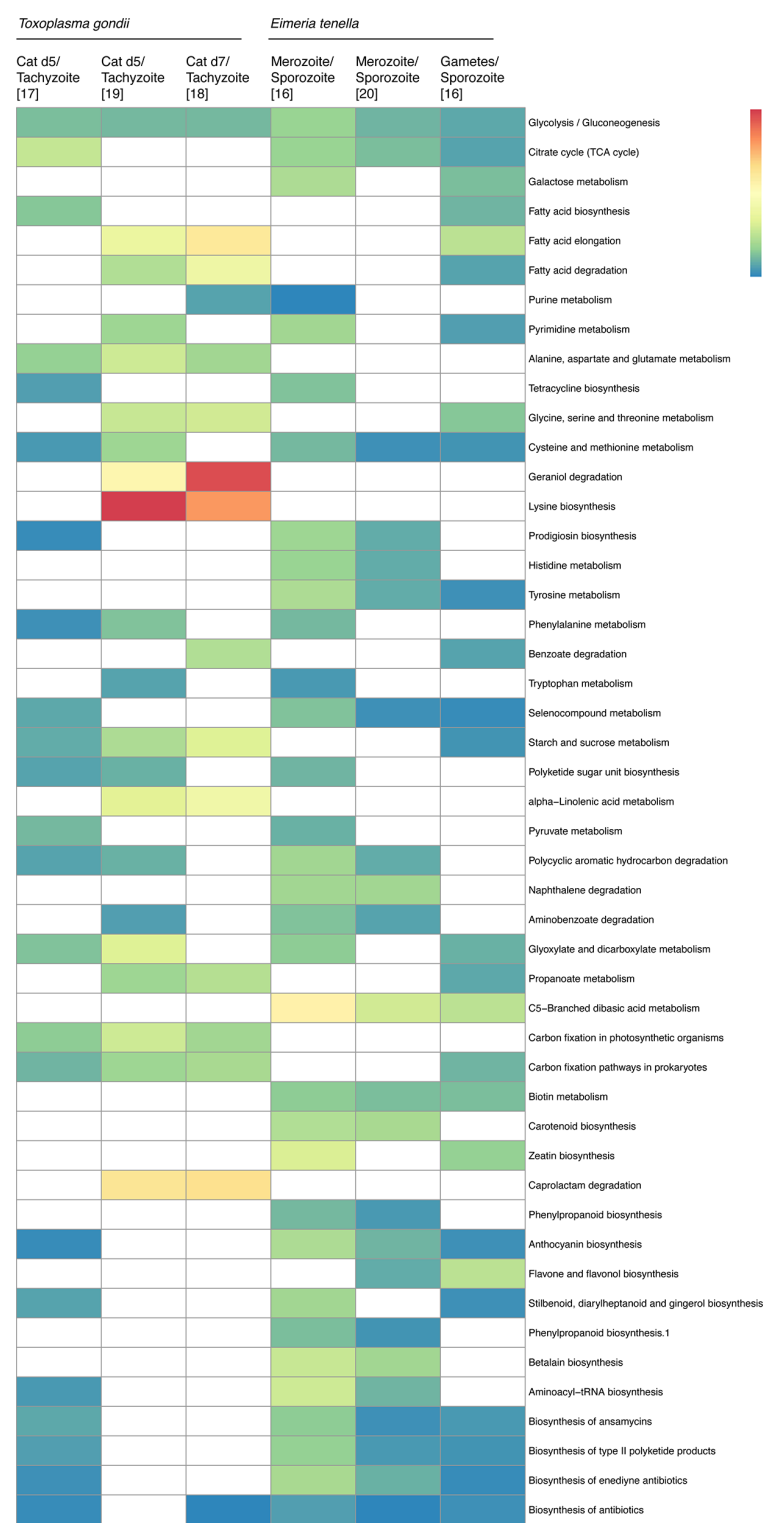 Toxoplasma gondii
Eimeria tenella
Cat d5/
Tachyzoite
[17]
Cat d5/
Tachyzoite
[19]
Cat d7/
Tachyzoite
[18]
Merozoite/
Sporozoite
[16]
Merozoite/
Sporozoite
[20]
Gametes/
Sporozoite
[16]
Glycolysis / Gluconeogenesis
Citrate cycle (TCA cycle)
Galactose metabolism
Fatty acid biosynthesis
Fatty acid elongation
Fatty acid degradation
Purine metabolism
Pyrimidine metabolism
Alanine, aspartate and glutamate metabolism
Tetracycline biosynthesis
Glycine, serine and threonine metabolism
Cysteine and methionine metabolism
Geraniol degradation
Lysine biosynthesis
Prodigiosin biosynthesis
Histidine metabolism
Tyrosine metabolism
Phenylalanine metabolism
Benzoate degradation
Tryptophan metabolism
Selenocompound metabolism
Starch and sucrose metabolism
Polyketide sugar unit biosynthesis
alpha−Linolenic acid metabolism
Pyruvate metabolism
Polycyclic aromatic hydrocarbon degradation
Naphthalene degradation
Aminobenzoate degradation
Glyoxylate and dicarboxylate metabolism
Propanoate metabolism
C5−Branched dibasic acid metabolism
Carbon fixation in photosynthetic organisms
Carbon fixation pathways in prokaryotes
Biotin metabolism
Carotenoid biosynthesis
Zeatin biosynthesis
Caprolactam degradation
Phenylpropanoid biosynthesis
Anthocyanin biosynthesis
Flavone and flavonol biosynthesis
Stilbenoid, diarylheptanoid and gingerol biosynthesis
Phenylpropanoid biosynthesis.1
Betalain biosynthesis
Aminoacyl−tRNA biosynthesis
Biosynthesis of ansamycins
Biosynthesis of type II polyketide products
Biosynthesis of enediyne antibiotics
Biosynthesis of antibiotics